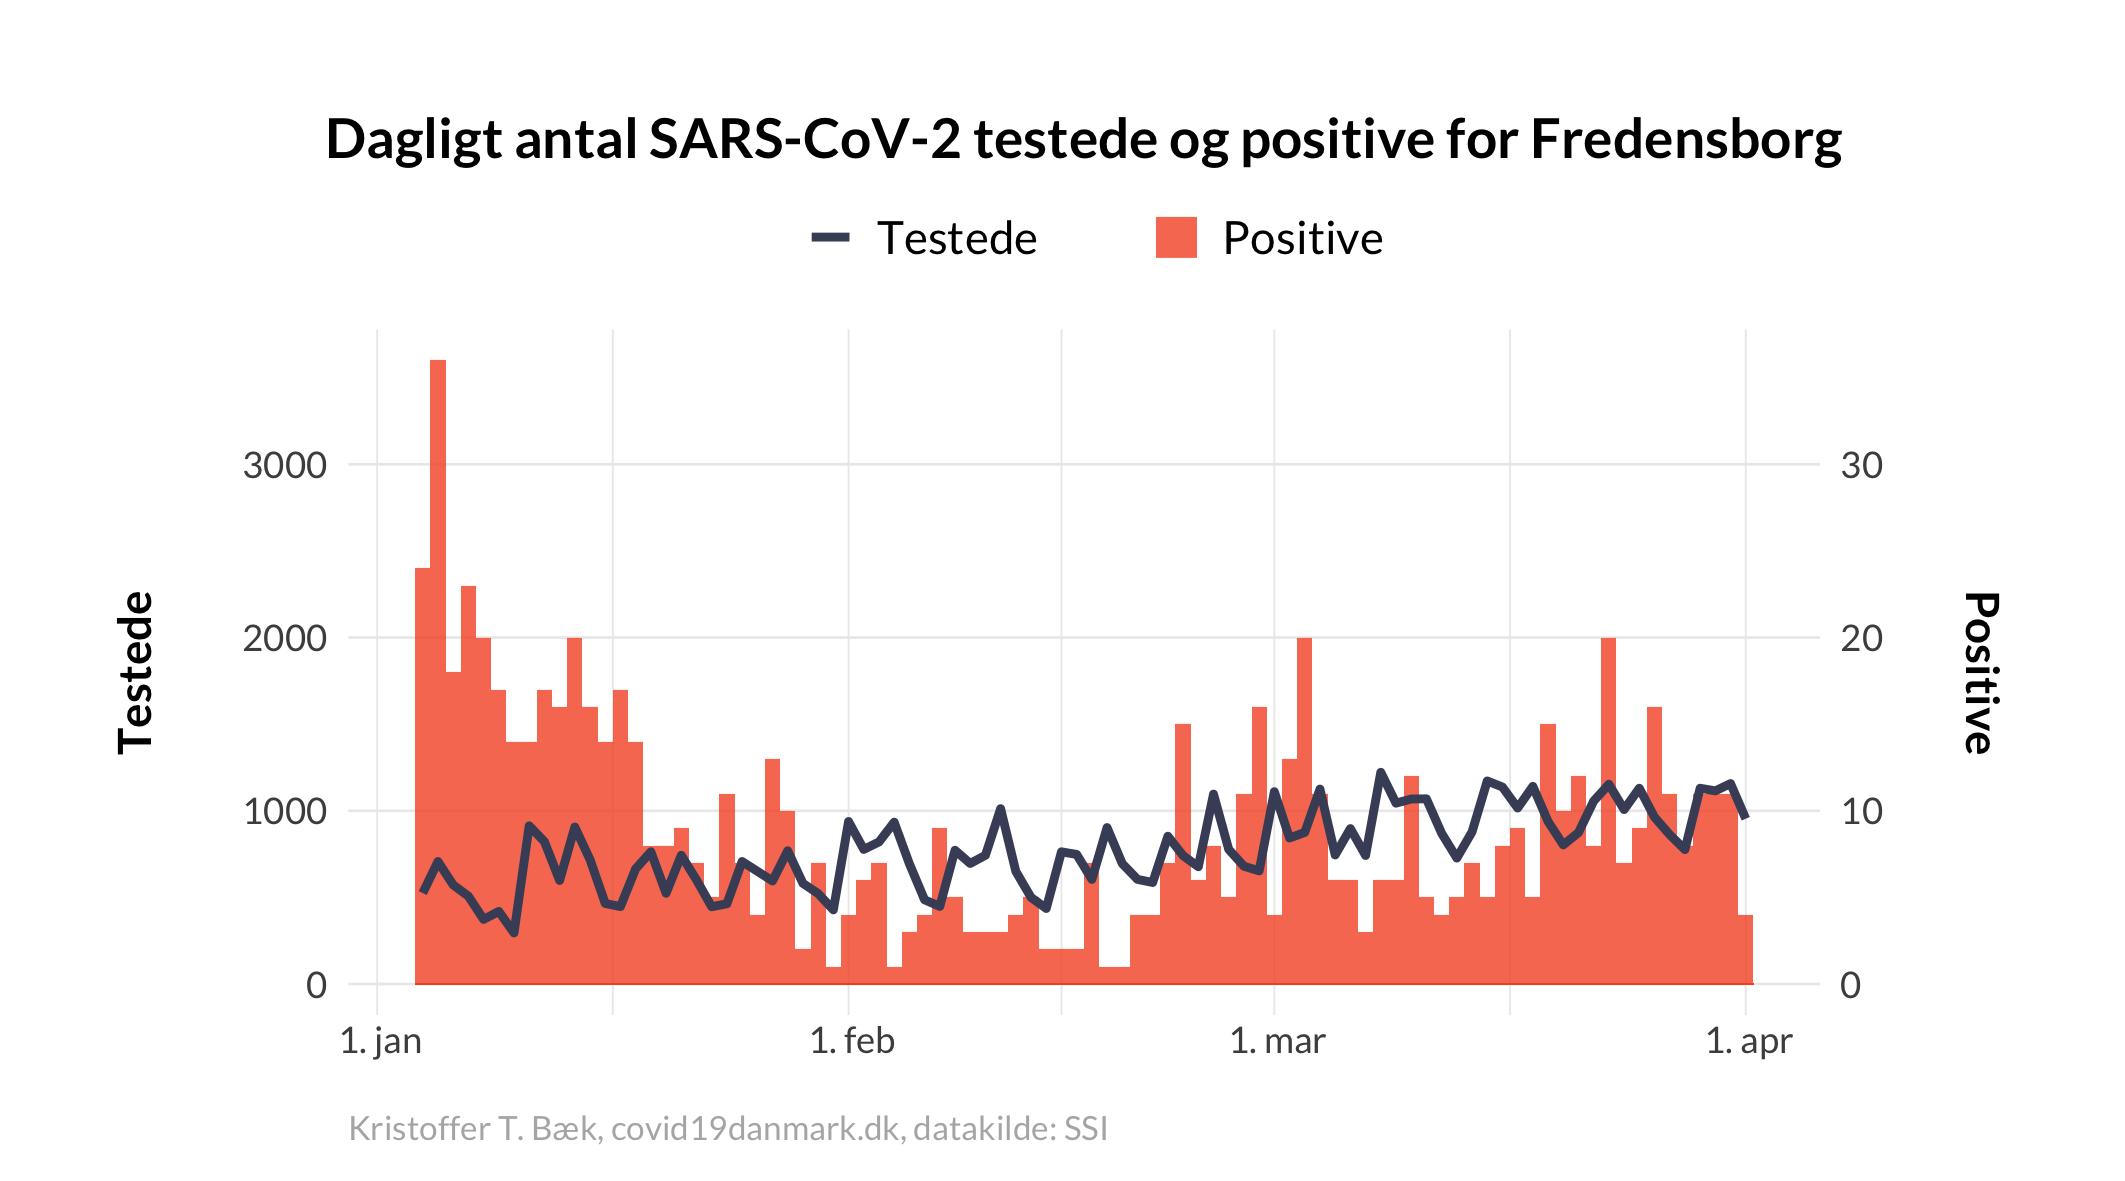 Dagligt antal SARS-CoV-2 testede og positive for Fredensborg
Testede
Positive
Testede
3000
2000
1000
0
30
20
10
0
Positive
1. jan
1. feb
1. mar
1. apr
Kristoffer T. Bæk, covid19danmark.dk, datakilde: SSI